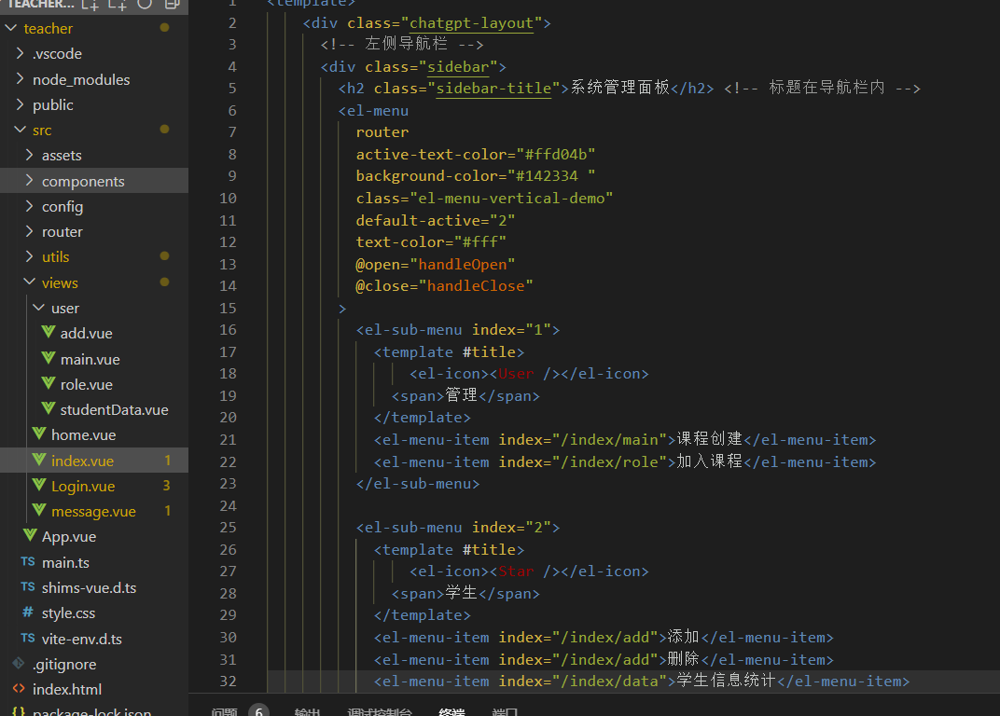 TEACHER...
teacher
.vscode
node_modules
public
src
assets
components
config
router
utils
views
user
add.vue
main.vue
role.vue
studentData.vue
home.vue
index.vue 1
Login.vue 3
message.vue 1
App.vue
TS main.ts
TS shims-vue.d.ts
# style.css
TS vite-env.d.ts
.gitignore
<> index.html
{} package-lock.json
1 <template>
2 <div class="chatgpt-layout">
3 <!-- 左侧导航栏 -->
4 <div class="sidebar">
5 <h2 class="sidebar-title">系统管理面板</h2> <!-- 标题在导航栏内 -->
6 <el-menu
7 router
8 active-text-color="#ffd04b"
9 background-color="#142334 "
10 class="el-menu-vertical-demo"
11 default-active="2"
12 text-color="#fff"
13 @open="handleOpen"
14 @close="handleClose"
15 >
16 <el-sub-menu index="1">
17 <template #title>
18 <el-icon><User /></el-icon>
19 <span>管理</span>
20 </template>
21 <el-menu-item index="/index/main">课程创建</el-menu-item>
22 <el-menu-item index="/index/role">加入课程</el-menu-item>
23 </el-sub-menu>
24
25 <el-sub-menu index="2">
26 <template #title>
27 <el-icon><Star /></el-icon>
28 <span>学生</span>
29 </template>
30 <el-menu-item index="/index/add">添加</el-menu-item>
31 <el-menu-item index="/index/add">删除</el-menu-item>
32 <el-menu-item index="/index/data">学生信息统计</el-menu-item>
问题 6 输出 调试控制台 终端 端口